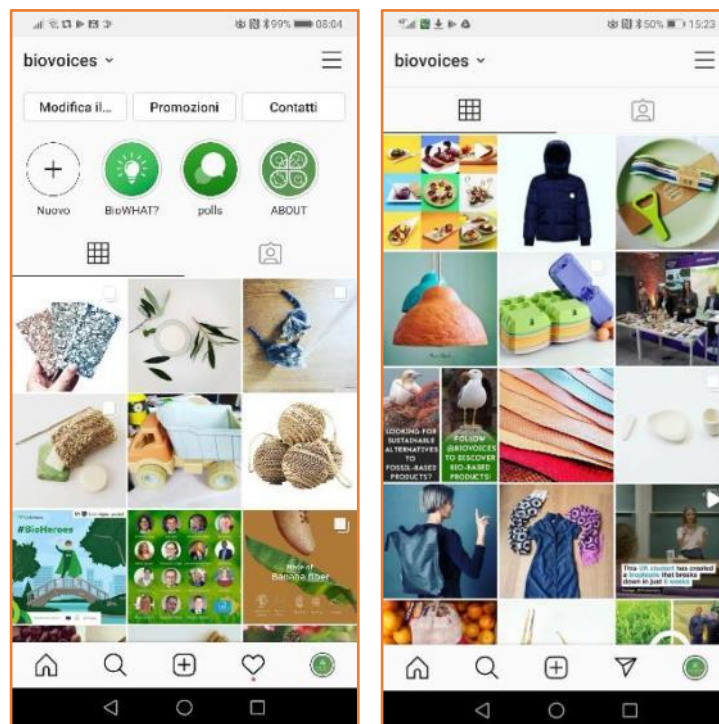 99% 08:04
biovoices
Modifica il...
Promozioni
Contatti
Nuovo
BioWHAT?
polls
ABOUT
#BioHeroes
Made of
Banana fiber
50% 15:23
biovoices
LOOKING FOR
SUSTAINABLE
ALTERNATIVES
TO
FOSSIL-BASED
PRODUCTS?
FOLLOW
@BIOVOICES
TO DISCOVER
BIO-BASED
PRODUCTS!
This UK student has created
a bioplastic that breaks
down in just 6 weeks